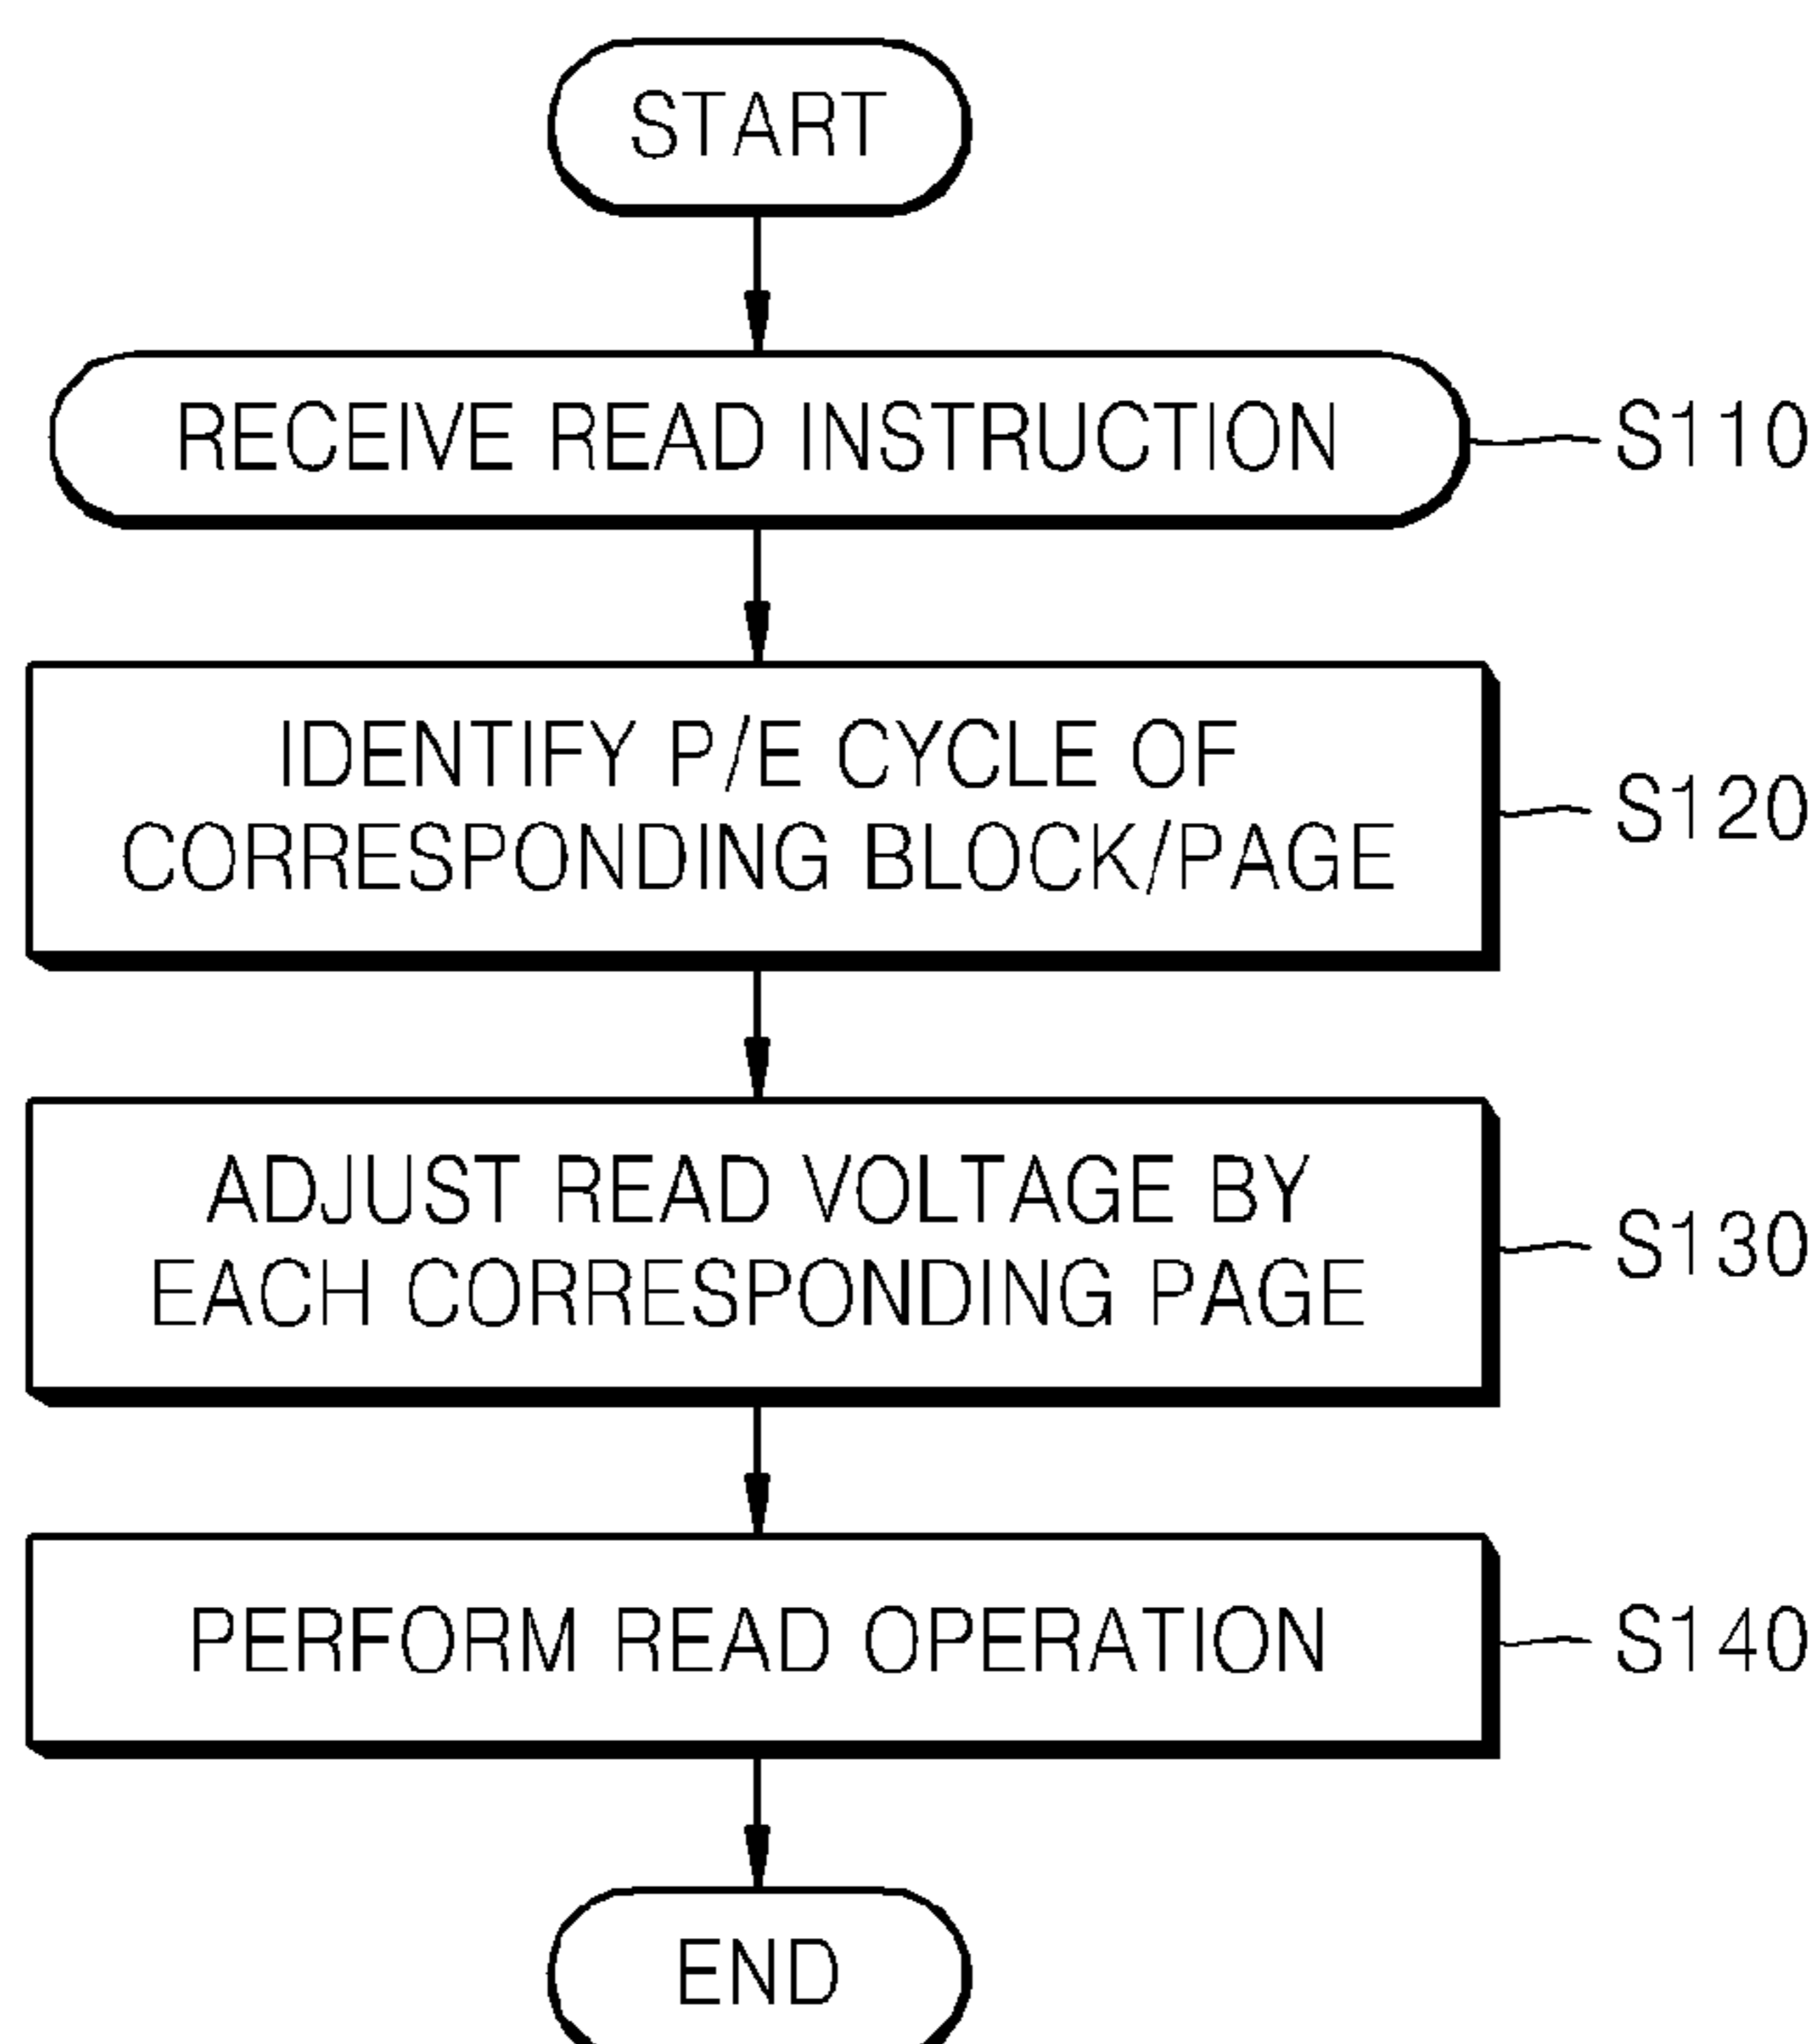 START
RECEIVE READ INSTRUCTION
S110
IDENTIFY P/E CYCLE OF
CORRESPONDING BLOCK/PAGE
S120
ADJUST READ VOLTAGE BY
EACH CORRESPONDING PAGE
S130
PERFORM READ OPERATION
S140
END